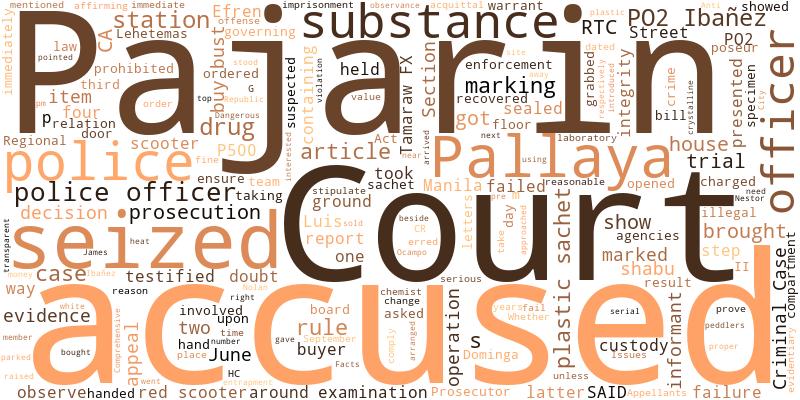 mentioned affirming immediate imprisonment observance acquittal warrant plastic showed
immediately station Efren substance RTC PO2 Ibañez
law CA Lehetemas offense governing Street PO2
pointed prohibited buy bust held enforcement poseur
Pajarin
third ordered G suspected violation containing marking grabbed dated respectively introduced integrity
item order top value Tamaraw FX Section recovered site away crime presented specimen City officer
p four Republic sealed bill crystalline
relation drug Dangerous got floor
Regional door scooter P500 interested article Act near arrived next laboratory house
police fine Pallaya trial
ensure team took using reasonable
police officer taking stipulate sachet Manila failed opened charged need Nestor
decision prosecution ground beside pre M day show illegal
transparent seized Luis sold CR letters take approached plastic sachet agencies brought
James heat report erred marked step
money case Ibañez testified doubt one Ocampo Court shabu II
way reason Nolan right serious result
evidence white involved upon board chemist years fail serial prove
member Comprehensive two time rule change Whether custody informant peddlers
parked bought appeal hand number gave September asked comply arranged operation s Issues proper
raised place June buyer Facts Dominga unless Criminal Case evidentiary compartment
accused
went HC entrapment
observe handed red scooter around examination Prosecutor latter SAID Appellants failure